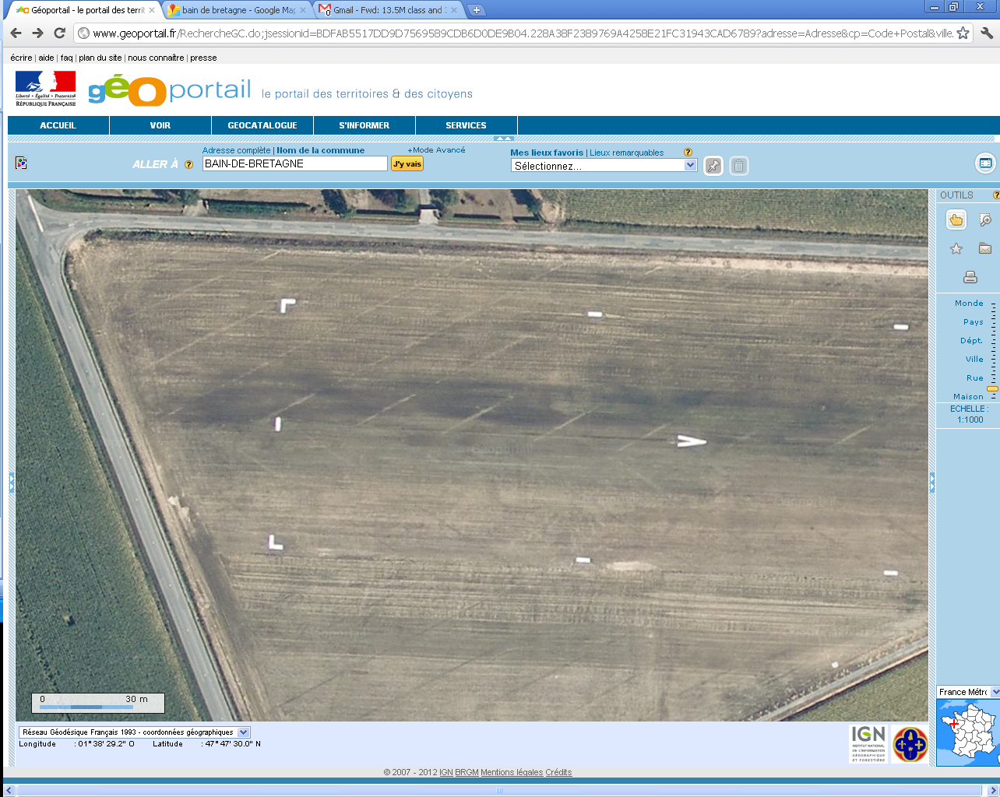 Géoportail - le portail des territ
bain de bretagne - Google Map
Gmail - Fwd: 13.5M class and
www.geoportail.fr/RechercheGC.do;jsessionid=BDFAB5517DD9D7569589CDB6D0DE9B04.228A38F2389769A4258E21FC31943CAD6789?adresse=Adresse&cp=Code+Postal&ville.
écrire | aide | faq | plan du site | nous connaître | presse
Liberté • Égalité • Fraternité
RÉPUBLIQUE FRANÇAISE
géoportail le portail des territoires & des citoyens
ACCUEIL VOIR GEOCATALOGUE S'INFORMER SERVICES
Adresse complète | Nom de la commune +Mode Avancé
Mes lieux favoris | Lieux remarquables ?
ALLER À ? BAIN-DE-BRETAGNE J'y vais
Sélectionnez...
OUTILS ?
Monde
Pays
Dépt.
Ville
Rue
Maison
ECHELLE :
1:1000
Geoportail
0 30 m
France Métro
Réseau Géodésique Français 1993 - coordonnées géographiques
Longitude : 01° 38' 29.2" O Latitude : 47° 47' 30.0" N
IGN
INSTITUT NATIONAL
DE L'INFORMATION
GÉOGRAPHIQUE
ET FORESTIÈRE
© 2007 - 2012 IGN BRGM Mentions légales Crédits